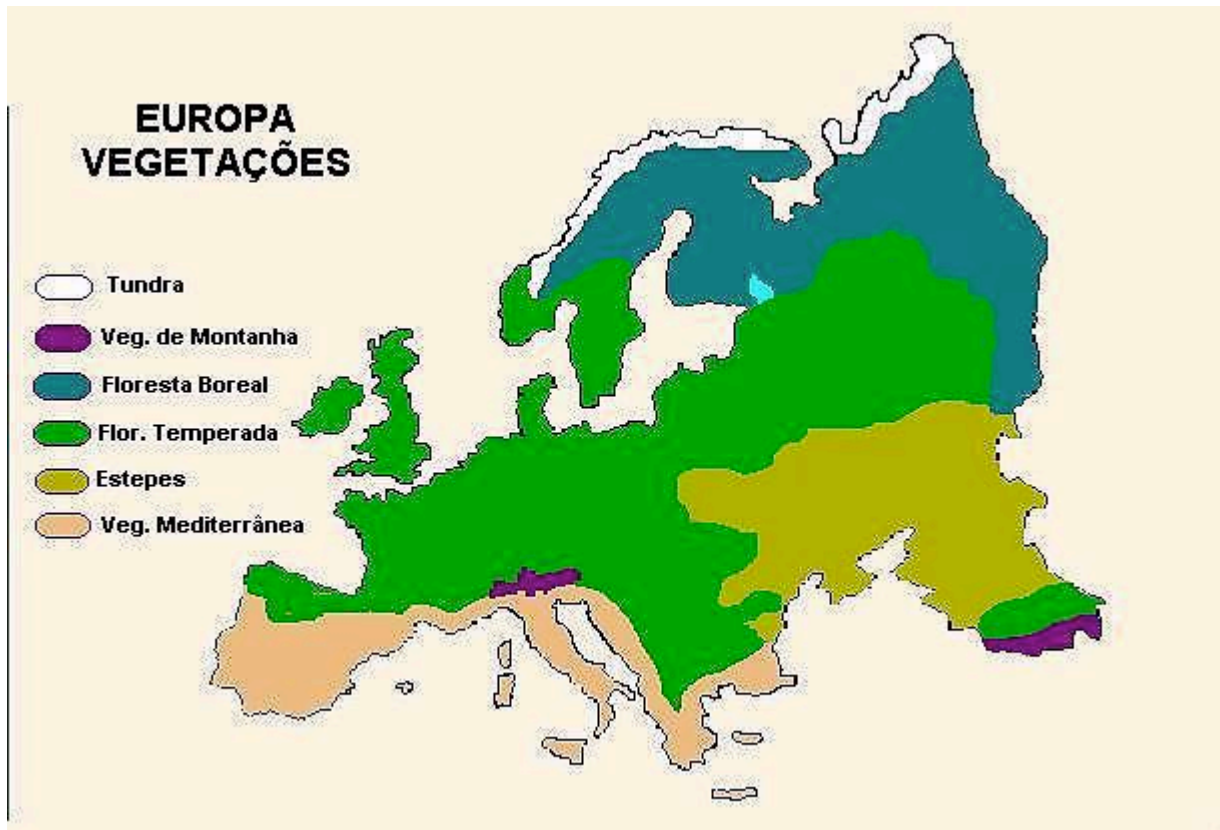 EUROPA
VEGETAÇÕES
Tundra
Veg. de Montanha
Floresta Boreal
Flor. Temperada
Estepes
Veg. Mediterrânea